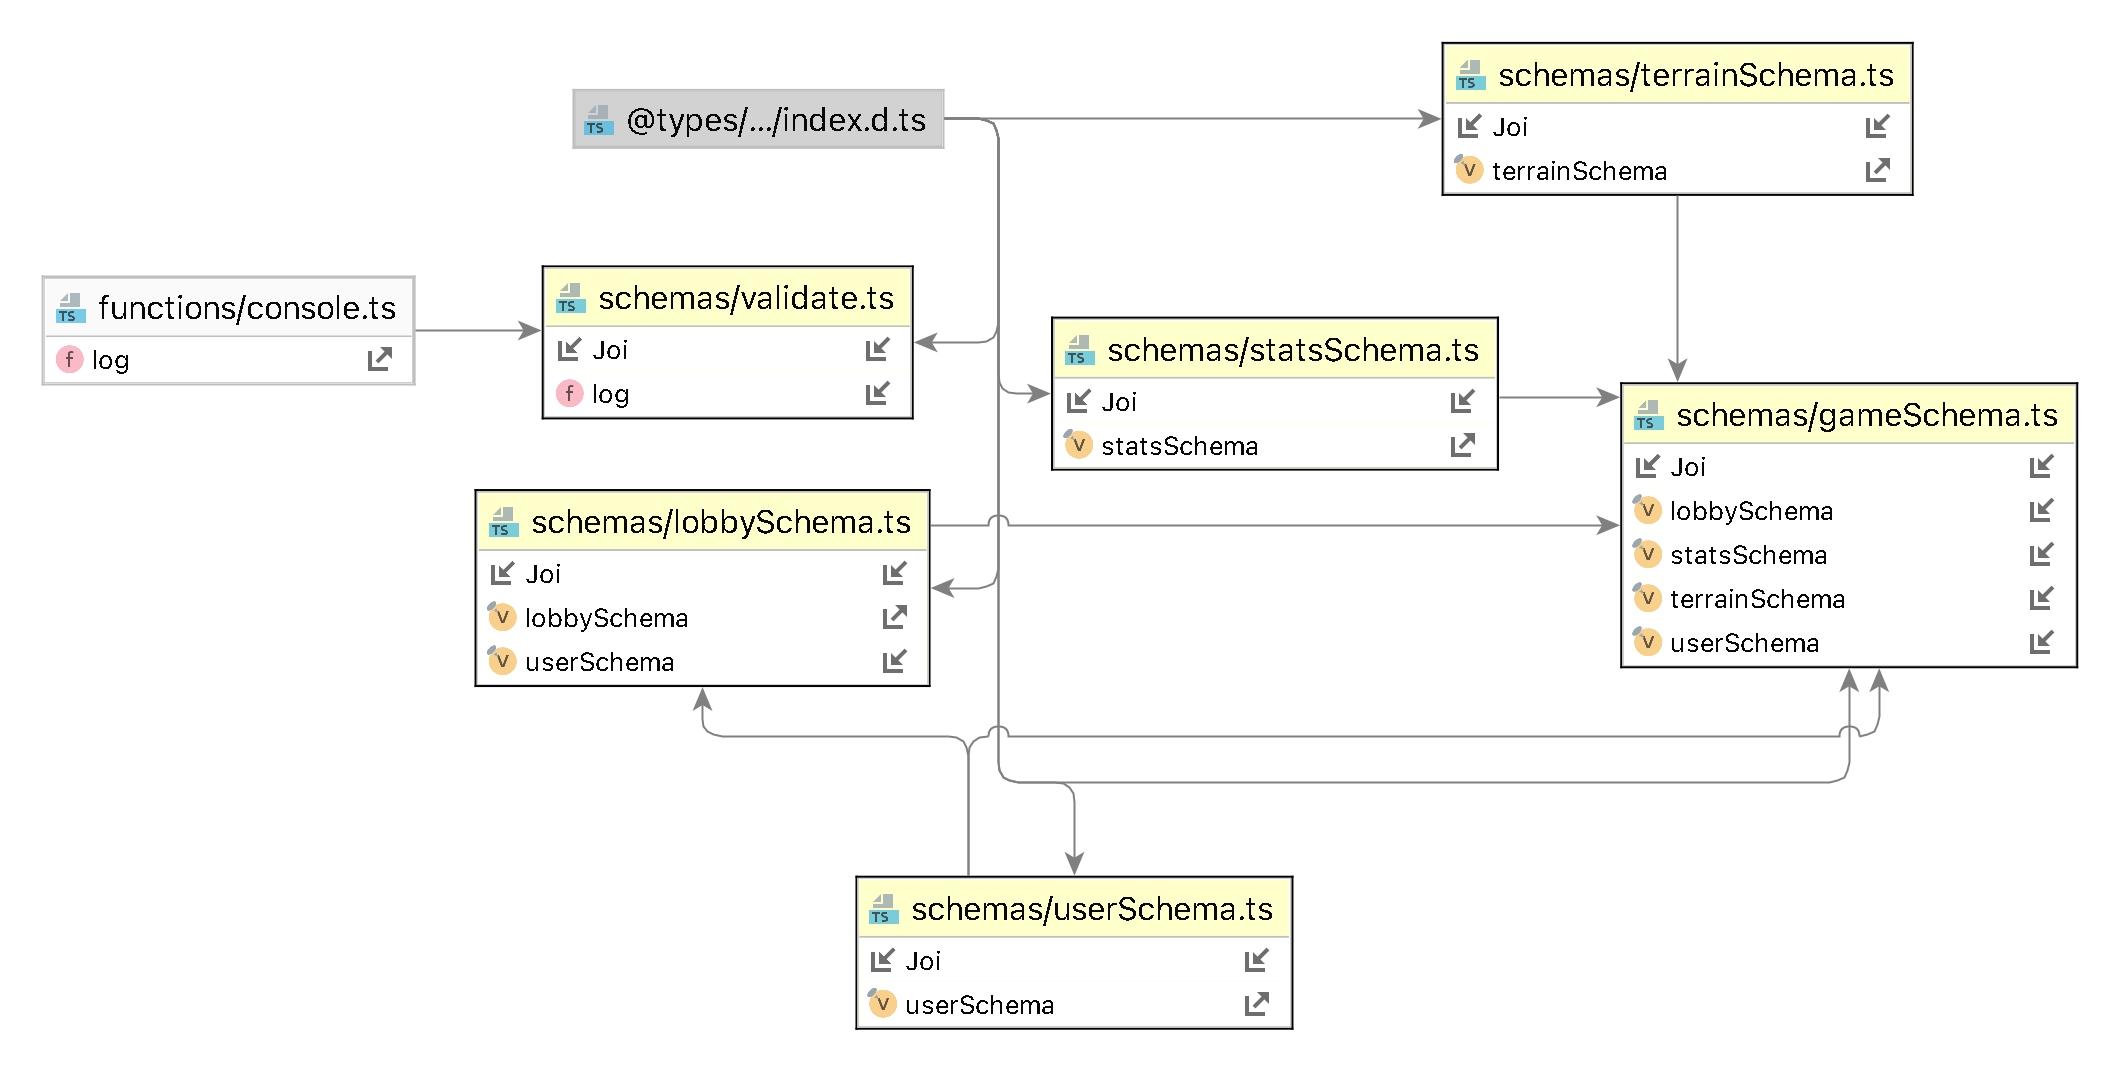 TS schemas/terrainSchema.ts
Joi
V terrainSchema
TS @types/.../index.d.ts
TS functions/console.ts
f log
TS schemas/validate.ts
Joi
f log
TS schemas/statsSchema.ts
Joi
V statsSchema
TS schemas/gameSchema.ts
Joi
V lobbySchema
V statsSchema
V terrainSchema
V userSchema
TS schemas/lobbySchema.ts
Joi
V lobbySchema
V userSchema
TS schemas/userSchema.ts
Joi
V userSchema